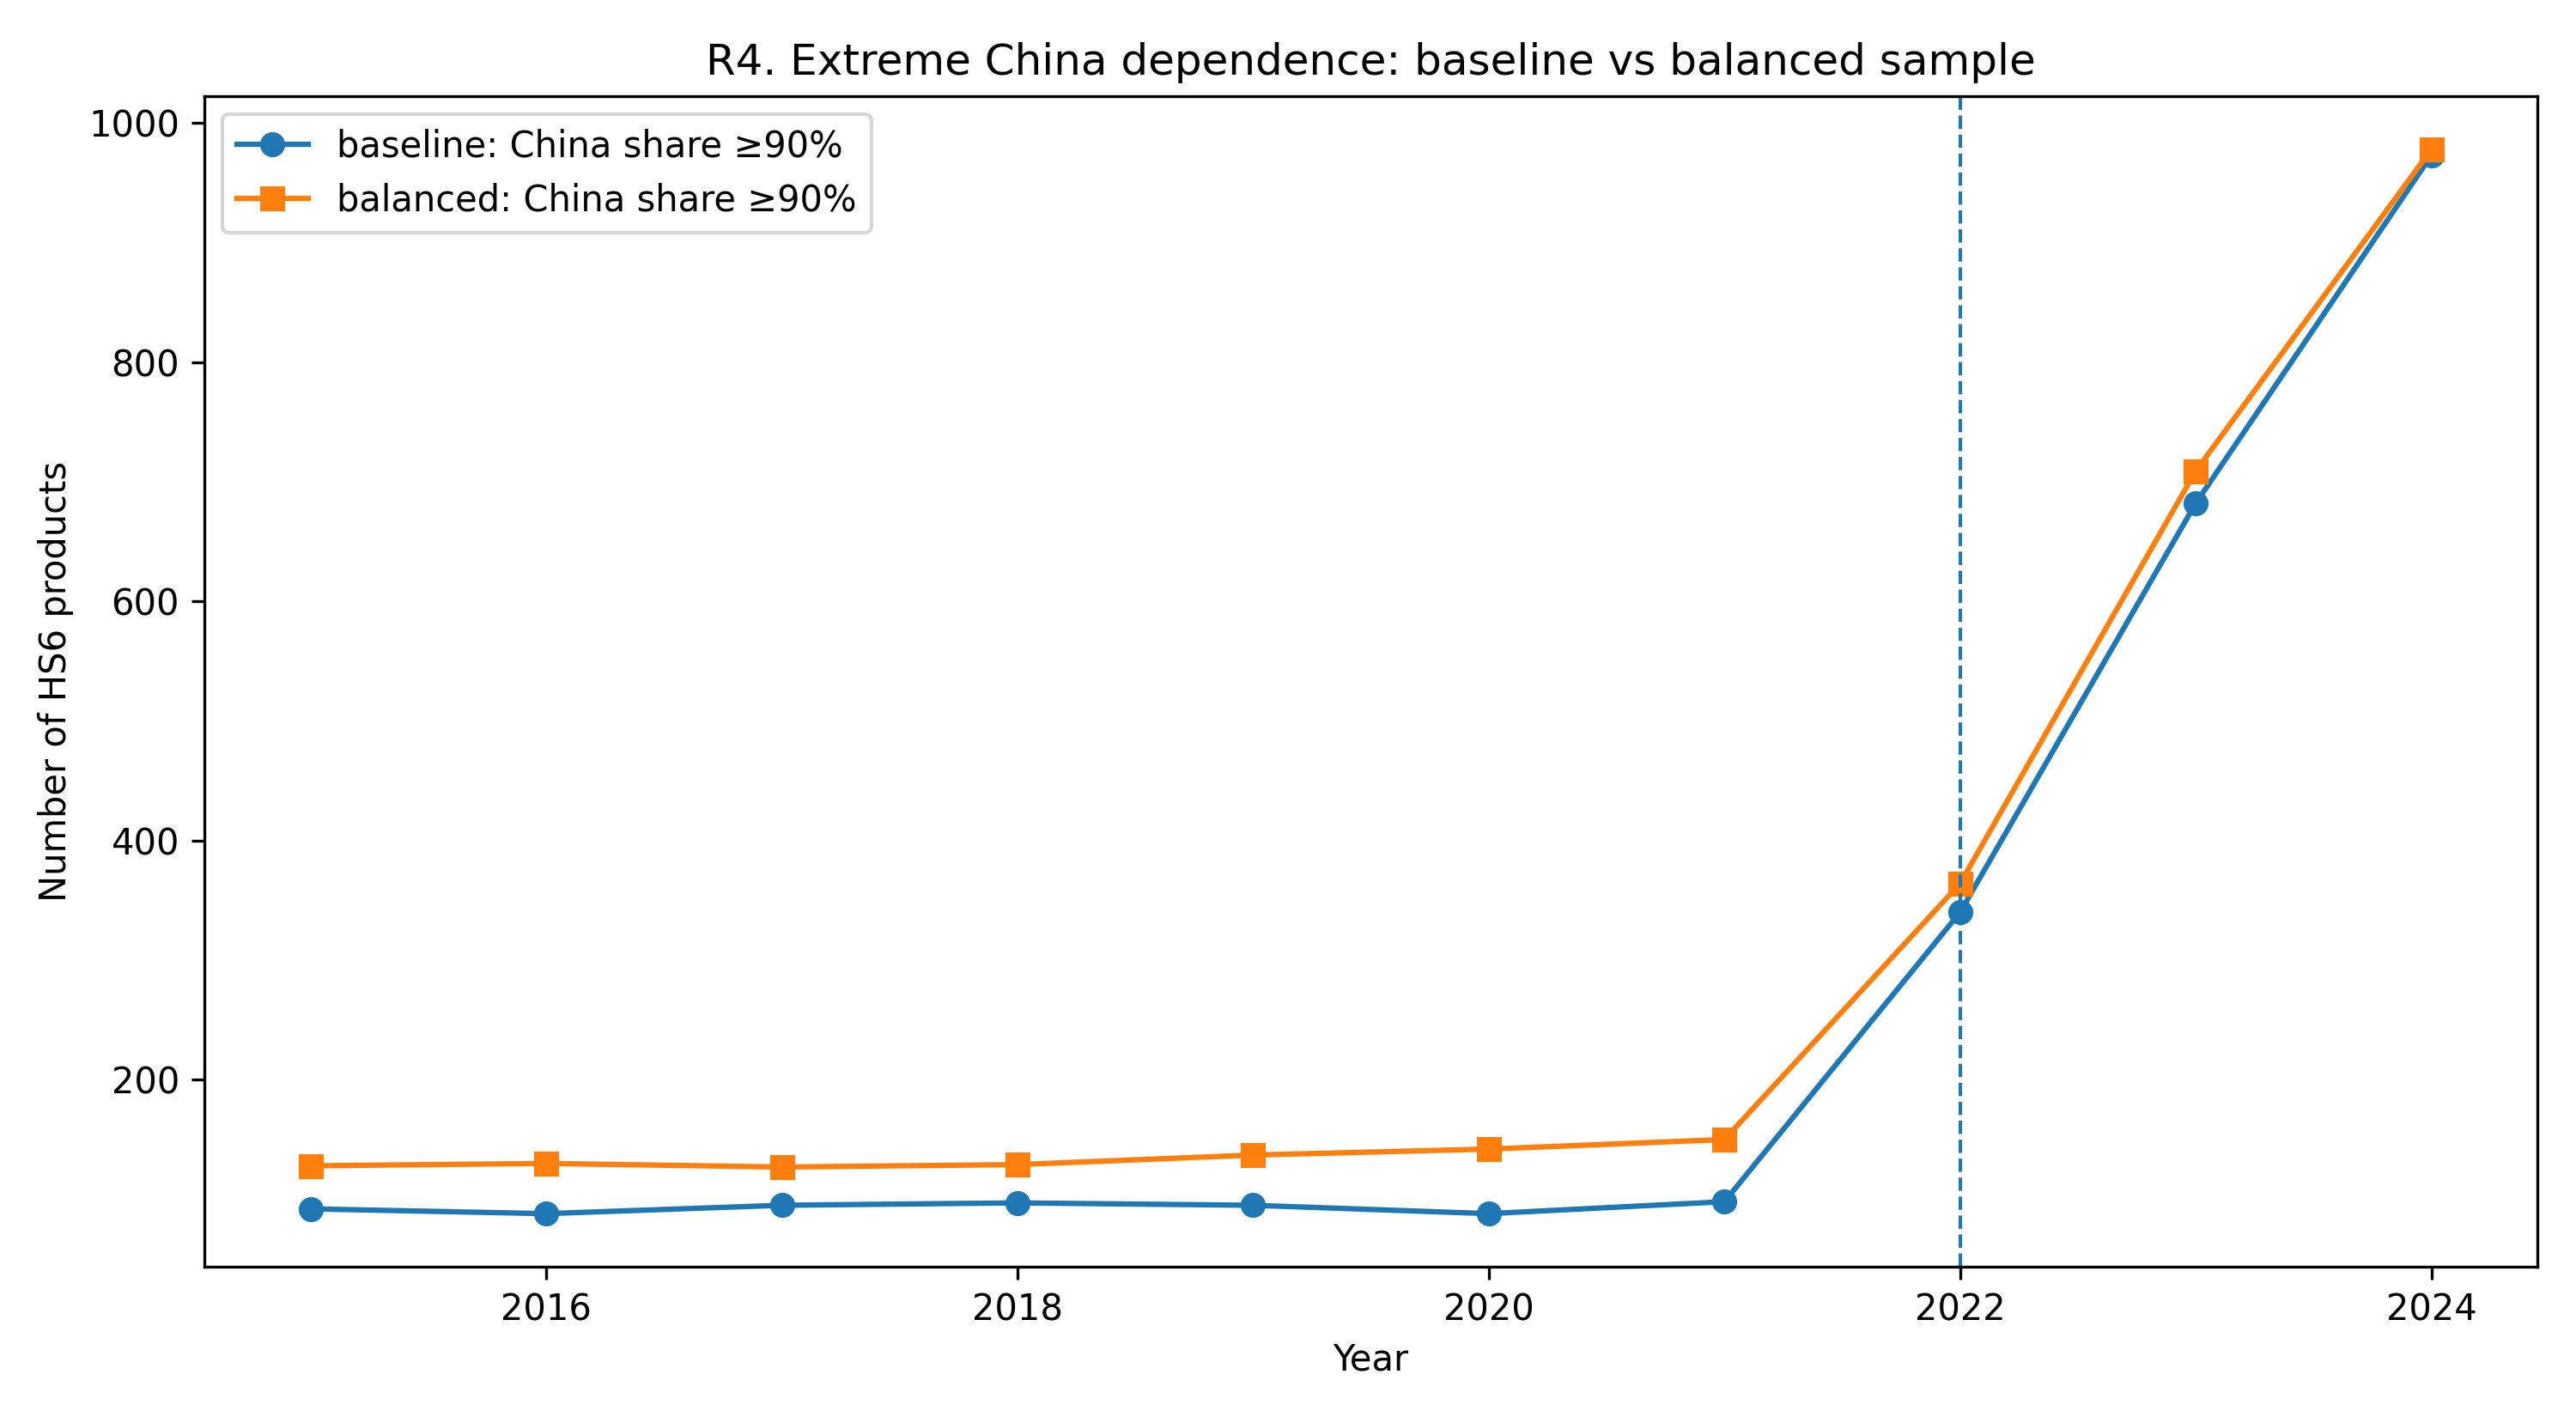 R4. Extreme China dependence: baseline vs balanced sample
baseline: China share ≥90%
balanced: China share ≥90%
1000
800
600
400
200
Number of HS6 products
2016
2018
2020
2022
2024
Year